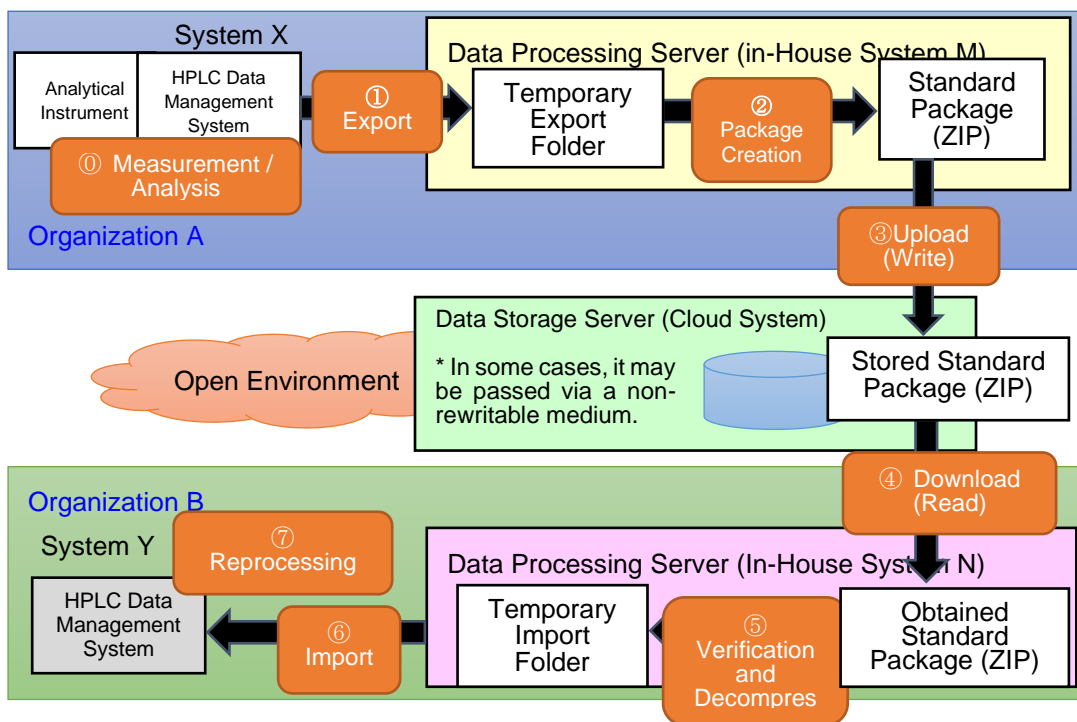 System X
Analytical
Instrument
HPLC Data
Management
System
⓪ Measurement /
Analysis
Organization A
①
Export
Data Processing Server (in-House System M)
Temporary
Export
Folder
②
Package
Creation
Standard
Package
(ZIP)
③Upload
(Write)
Open Environment
Data Storage Server (Cloud System)
* In some cases, it may
be passed via a non-
rewritable medium.
Stored Standard
Package (ZIP)
④ Download
(Read)
Organization B
System Y
⑦
Reprocessing
HPLC Data
Management
System
⑥
Import
Data Processing Server (In-House System N)
Temporary
Import
Folder
⑤
Verification
and
Decompres
Obtained
Standard
Package (ZIP)